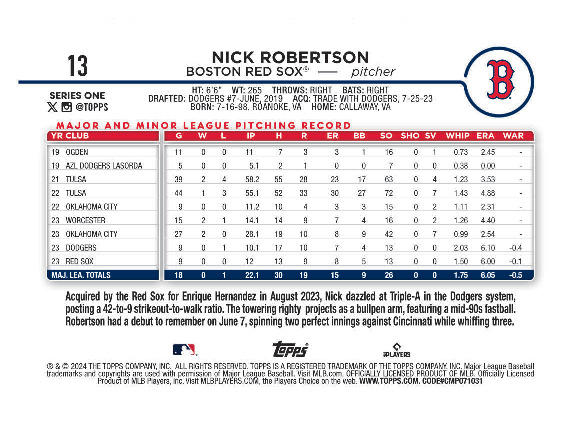 13
NICK ROBERTSON
BOSTON RED SOX® — pitcher
SERIES ONE
X @TOPPS
HT: 6'6" WT: 265 THROWS: RIGHT BATS: RIGHT
DRAFTED: DODGERS #7-JUNE, 2019 ACQ: TRADE WITH DODGERS, 7-25-23
BORN: 7-16-98, ROANOKE, VA HOME: CALLAWAY, VA
B
MAJOR AND MINOR LEAGUE PITCHING RECORD
YR CLUB G W L IP H R ER BB SO SHO SV WHIP ERA WAR
19 OGDEN 11 0 0 11 7 3 3 1 16 0 1 0.73 2.45 -
19 AZL DODGERS LASORDA 5 0 0 5.1 2 1 0 0 7 0 0 0.38 0.00 -
21 TULSA 39 2 4 58.2 55 28 23 17 63 0 4 1.23 3.53 -
22 TULSA 44 1 3 55.1 52 33 30 27 72 0 7 1.43 4.88 -
22 OKLAHOMA CITY 9 0 0 11.2 10 4 3 3 15 0 2 1.11 2.31 -
23 WORCESTER 15 2 1 14.1 14 9 7 4 16 0 2 1.26 4.40 -
23 OKLAHOMA CITY 27 2 0 28.1 19 10 8 9 42 0 7 0.99 2.54 -
23 DODGERS 9 0 1 10.1 17 10 7 4 13 0 0 2.03 6.10 -0.4
23 RED SOX 9 0 0 12 13 9 8 5 13 0 0 1.50 6.00 -0.1
MAJ. LEA. TOTALS 18 0 1 22.1 30 19 15 9 26 0 0 1.75 6.05 -0.5
Acquired by the Red Sox for Enrique Hernandez in August 2023, Nick dazzled at Triple-A in the Dodgers system,
posting a 42-to-9 strikeout-to-walk ratio. The towering righty projects as a bullpen arm, featuring a mid-90s fastball.
Robertson had a debut to remember on June 7, spinning two perfect innings against Cincinnati while whiffing three.
Topps
PLAYERS
® & © 2024 THE TOPPS COMPANY, INC. ALL RIGHTS RESERVED. TOPPS IS A REGISTERED TRADEMARK OF THE TOPPS COMPANY, INC. Major League Baseball
trademarks and copyrights are used with permission of Major League Baseball. Visit MLB.com. OFFICIALLY LICENSED PRODUCT OF MLB. Officially Licensed
Product of MLB Players, Inc. Visit MLBPLAYERS.COM, the Players Choice on the web. WWW.TOPPS.COM. CODE#CMP071031